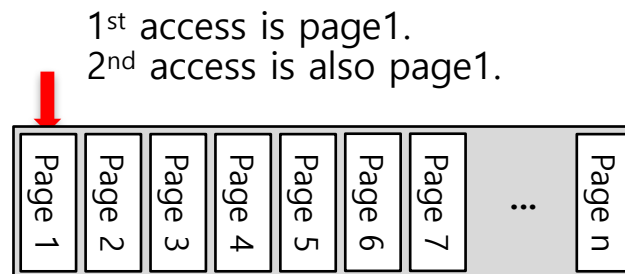 1st access is page1.
2nd access is also page1.
Page 1
Page 2
Page 3
Page 4
Page 5
Page 6
Page 7
...
Page n